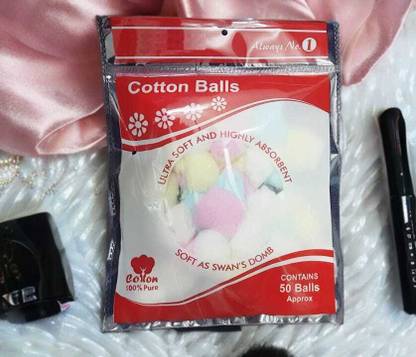 Always No. 1
Cotton Balls
ULTRA SOFT AND HIGHLY ABSORBENT
SOFT AS SWAN'S DOMB
Cotton
100% Pure
CONTAINS
50 Balls
Approx